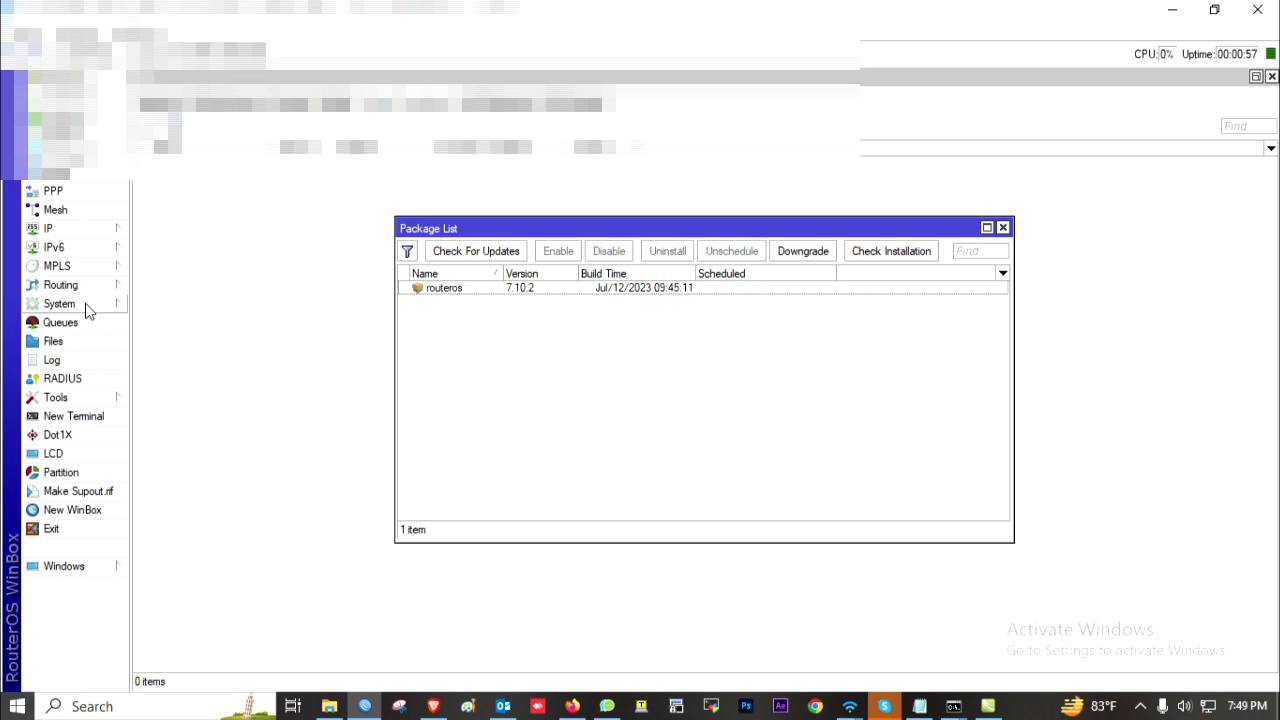 CPU: 0% Uptime: 00:00:57
Find
PPP
Mesh
IP
IPv6
MPLS
Routing
System
Queues
Files
Log
RADIUS
Tools
New Terminal
Dot1X
LCD
Partition
Make Supout.rif
New WinBox
Exit
Windows
RouterOS WinBox
Package List
Check For Updates Enable Disable Uninstall Unschedule Downgrade Check Installation Find
Name Version Build Time Scheduled
routeros 7.10.2 Jul/12/2023 09:45:11
1 item
Activate Windows
Go to Settings to activate Windows.
0 items
Search 83°F 7:49 PM